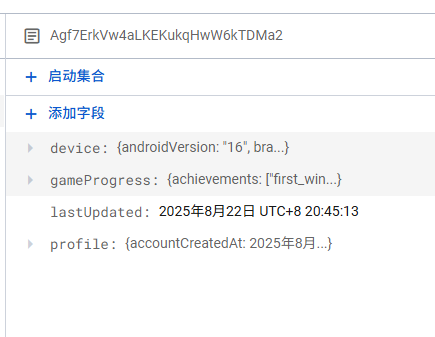 Agf7ErkVw4aLKEKukqHwW6kTDMa2
+ 启动集合
+ 添加字段
device: {androidVersion: "16", bra...}
gameProgress: {achievements: ["first_win...}
lastUpdated: 2025年8月22日 UTC+8 20:45:13
profile: {accountCreatedAt: 2025年8月...}